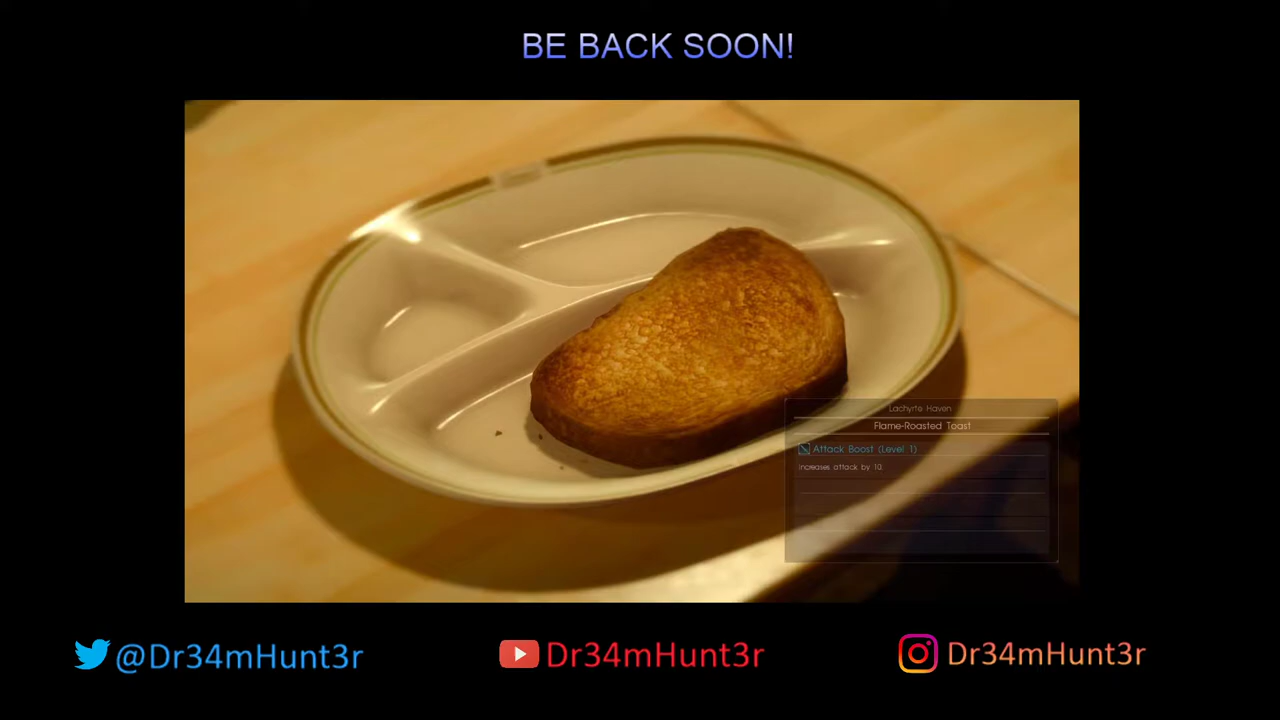 BE BACK SOON!
Lachyrte Haven
Flame-Roasted Toast
Attack Boost (Level 1)
Increases attack by 10.
@Dr34mHunt3r
Dr34mHunt3r
Dr34mHunt3r